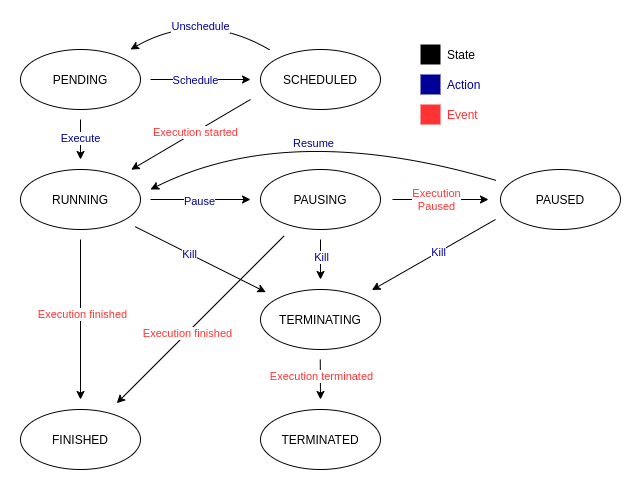 Unschedule
State
PENDING
Schedule
SCHEDULED
Action
Event
Execute
Execution started
Resume
RUNNING
Pause
PAUSING
Execution
Paused
PAUSED
Kill
Kill
Kill
Execution finished
TERMINATING
Execution finished
Execution terminated
FINISHED
TERMINATED